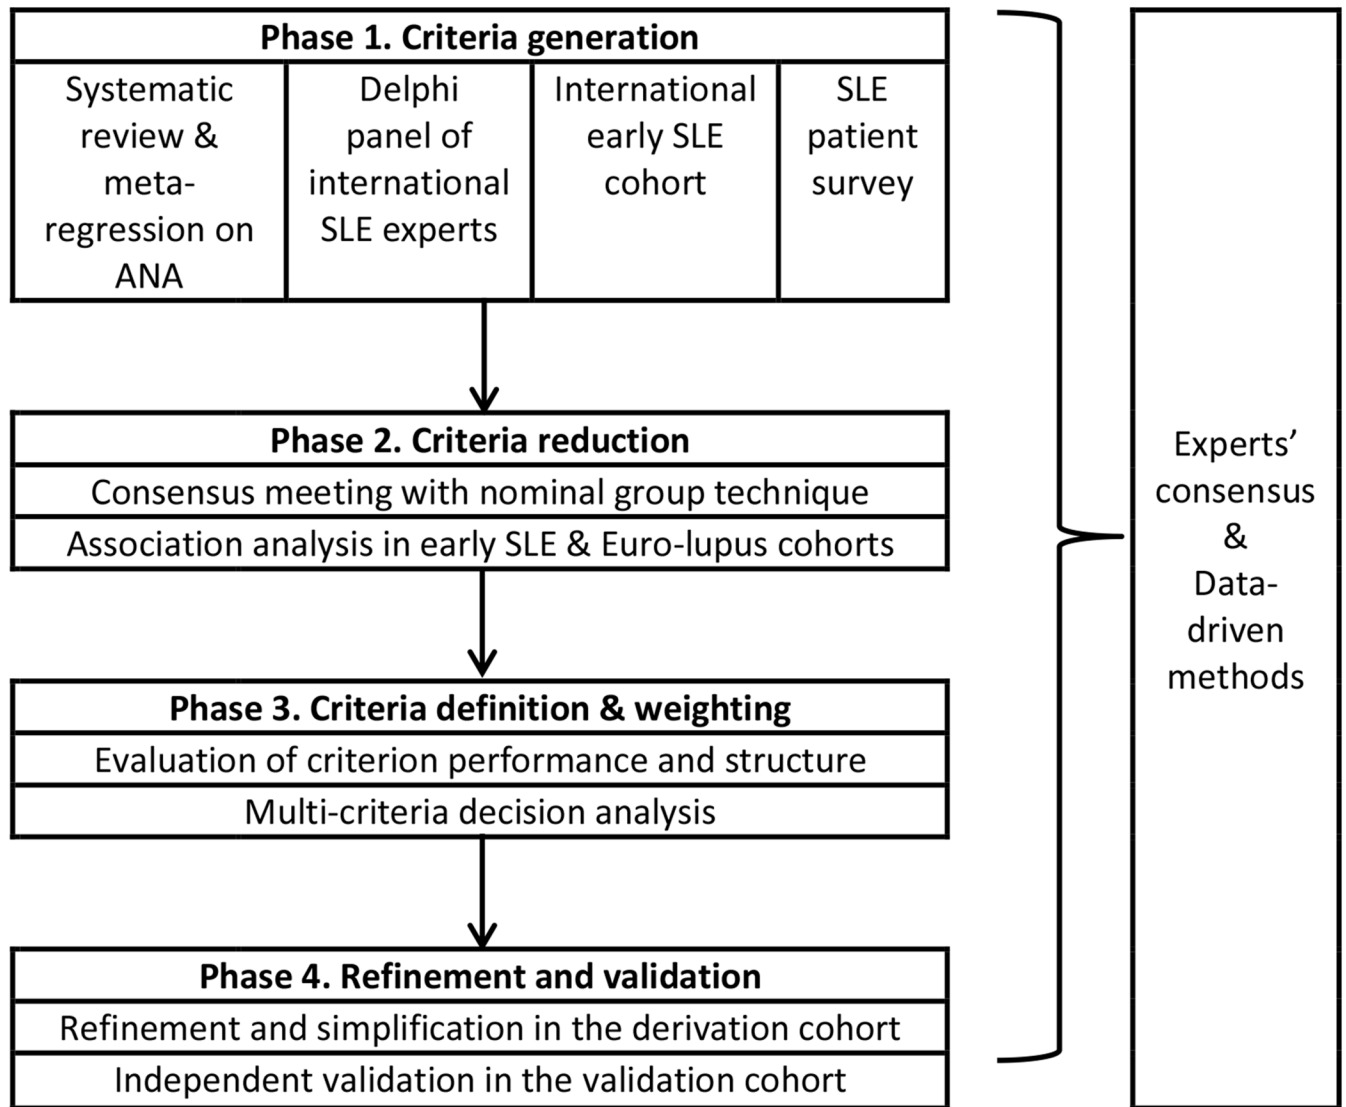 Phase 1. Criteria generation
Systematic
review &
meta-
regression on
ANA
Delphi
panel of
international
SLE experts
International
early SLE
cohort
SLE
patient
survey
Phase 2. Criteria reduction
Consensus meeting with nominal group technique
Association analysis in early SLE & Euro-lupus cohorts
Phase 3. Criteria definition & weighting
Evaluation of criterion performance and structure
Multi-criteria decision analysis
Phase 4. Refinement and validation
Refinement and simplification in the derivation cohort
Independent validation in the validation cohort
Experts’
consensus
&
Data-
driven
methods